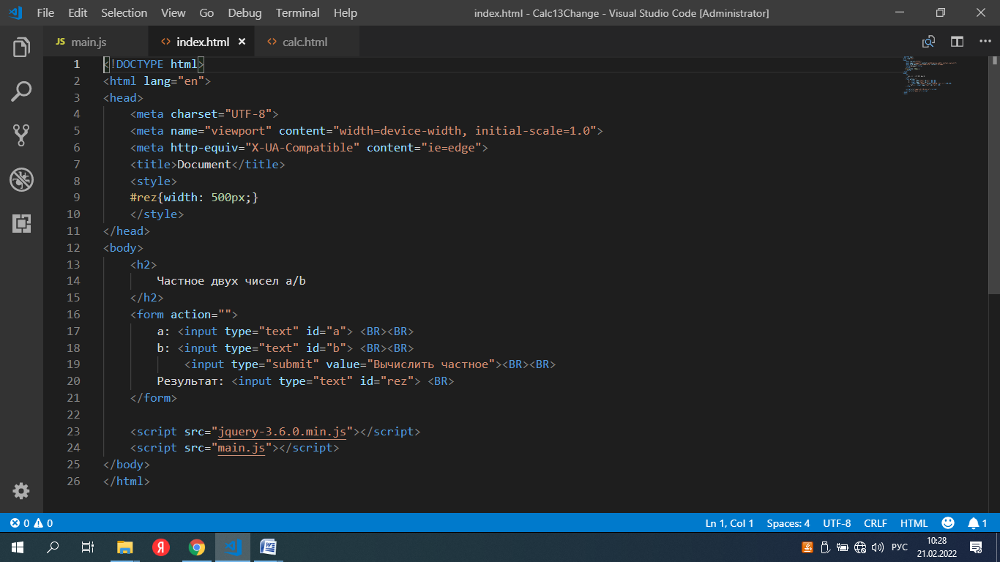 File Edit Selection View Go Debug Terminal Help
index.html - Calc13Change - Visual Studio Code [Administrator]
JS main.js
<> index.html
<> calc.html
1 <!DOCTYPE html>
2 <html lang="en">
3 <head>
4 <meta charset="UTF-8">
5 <meta name="viewport" content="width=device-width, initial-scale=1.0">
6 <meta http-equiv="X-UA-Compatible" content="ie=edge">
7 <title>Document</title>
8 <style>
9 #rez{width: 500px;}
10 </style>
11 </head>
12 <body>
13 <h2>
14 Частное двух чисел a/b
15 </h2>
16 <form action="">
17 a: <input type="text" id="a"> <BR><BR>
18 b: <input type="text" id="b"> <BR><BR>
19 <input type="submit" value="Вычислить частное"><BR><BR>
20 Результат: <input type="text" id="rez"> <BR>
21 </form>
22
23 <script src="jquery-3.6.0.min.js"></script>
24 <script src="main.js"></script>
25 </body>
26 </html>
0 0
Ln 1, Col 1 Spaces: 4 UTF-8 CRLF HTML 1
РУС
10:28
21.02.2022